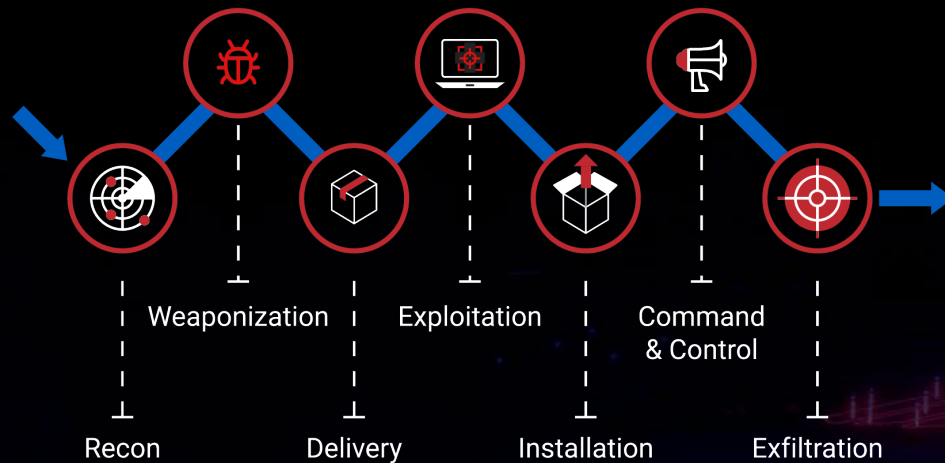 Recon
Weaponization
Delivery
Exploitation
Installation
Command
& Control
Exfiltration